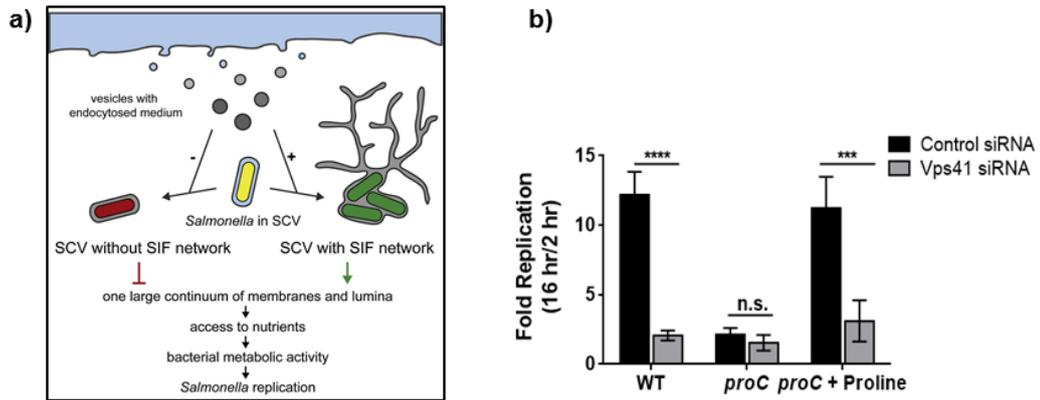 a)
vesicles with
endocytosed medium
-
+
Salmonella in SCV
SCV without SIF network
SCV with SIF network
one large continuum of membranes and lumina
access to nutrients
bacterial metabolic activity
Salmonella replication
b)
Control siRNA
Vps41 siRNA
Fold Replication
(16 hr/2 hr)
15
10
5
0
****
n.s.
***
WT
proC
proC + Proline